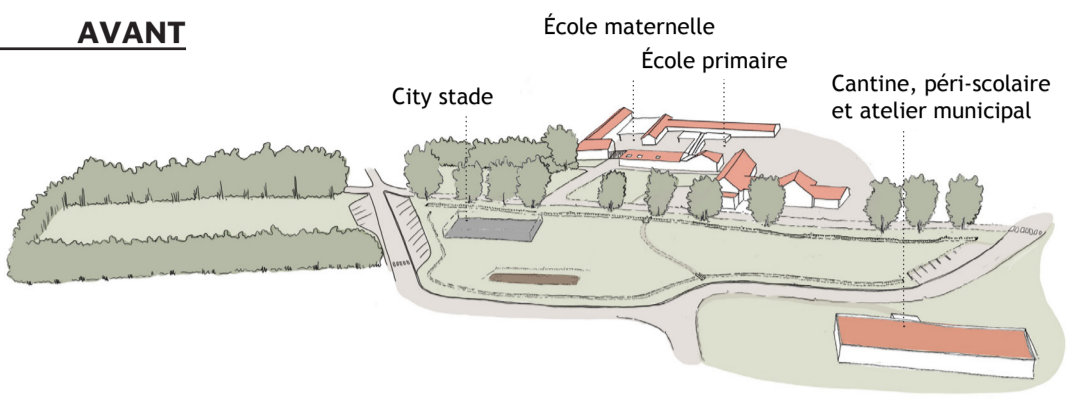 AVANT
École maternelle
École primaire
City stade
Cantine, péri-scolaire
et atelier municipal